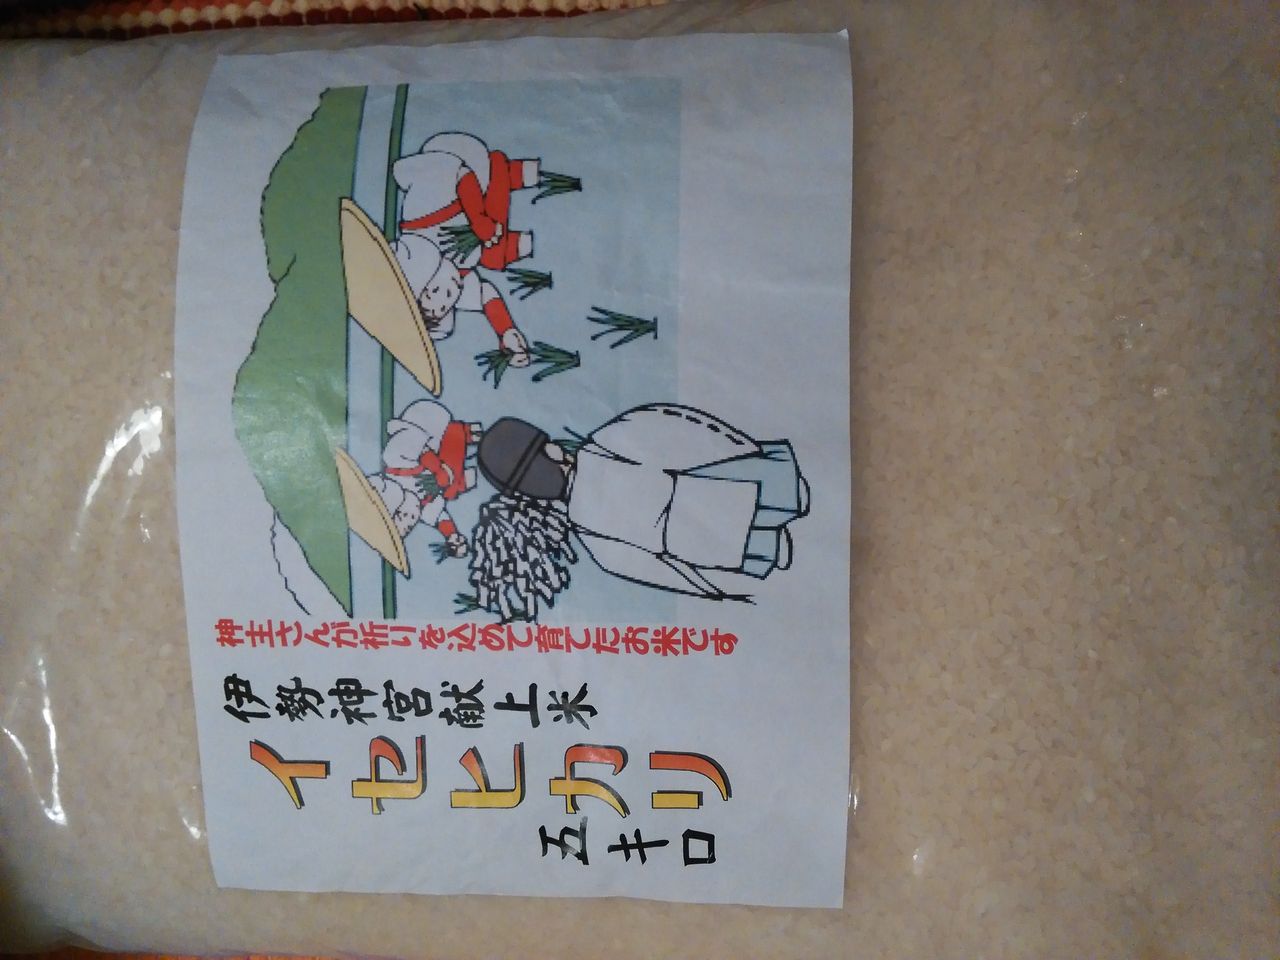 五キロ
イセヒカリ
伊勢神宮献上米
神主さんが祈りを込めて育てたお米です